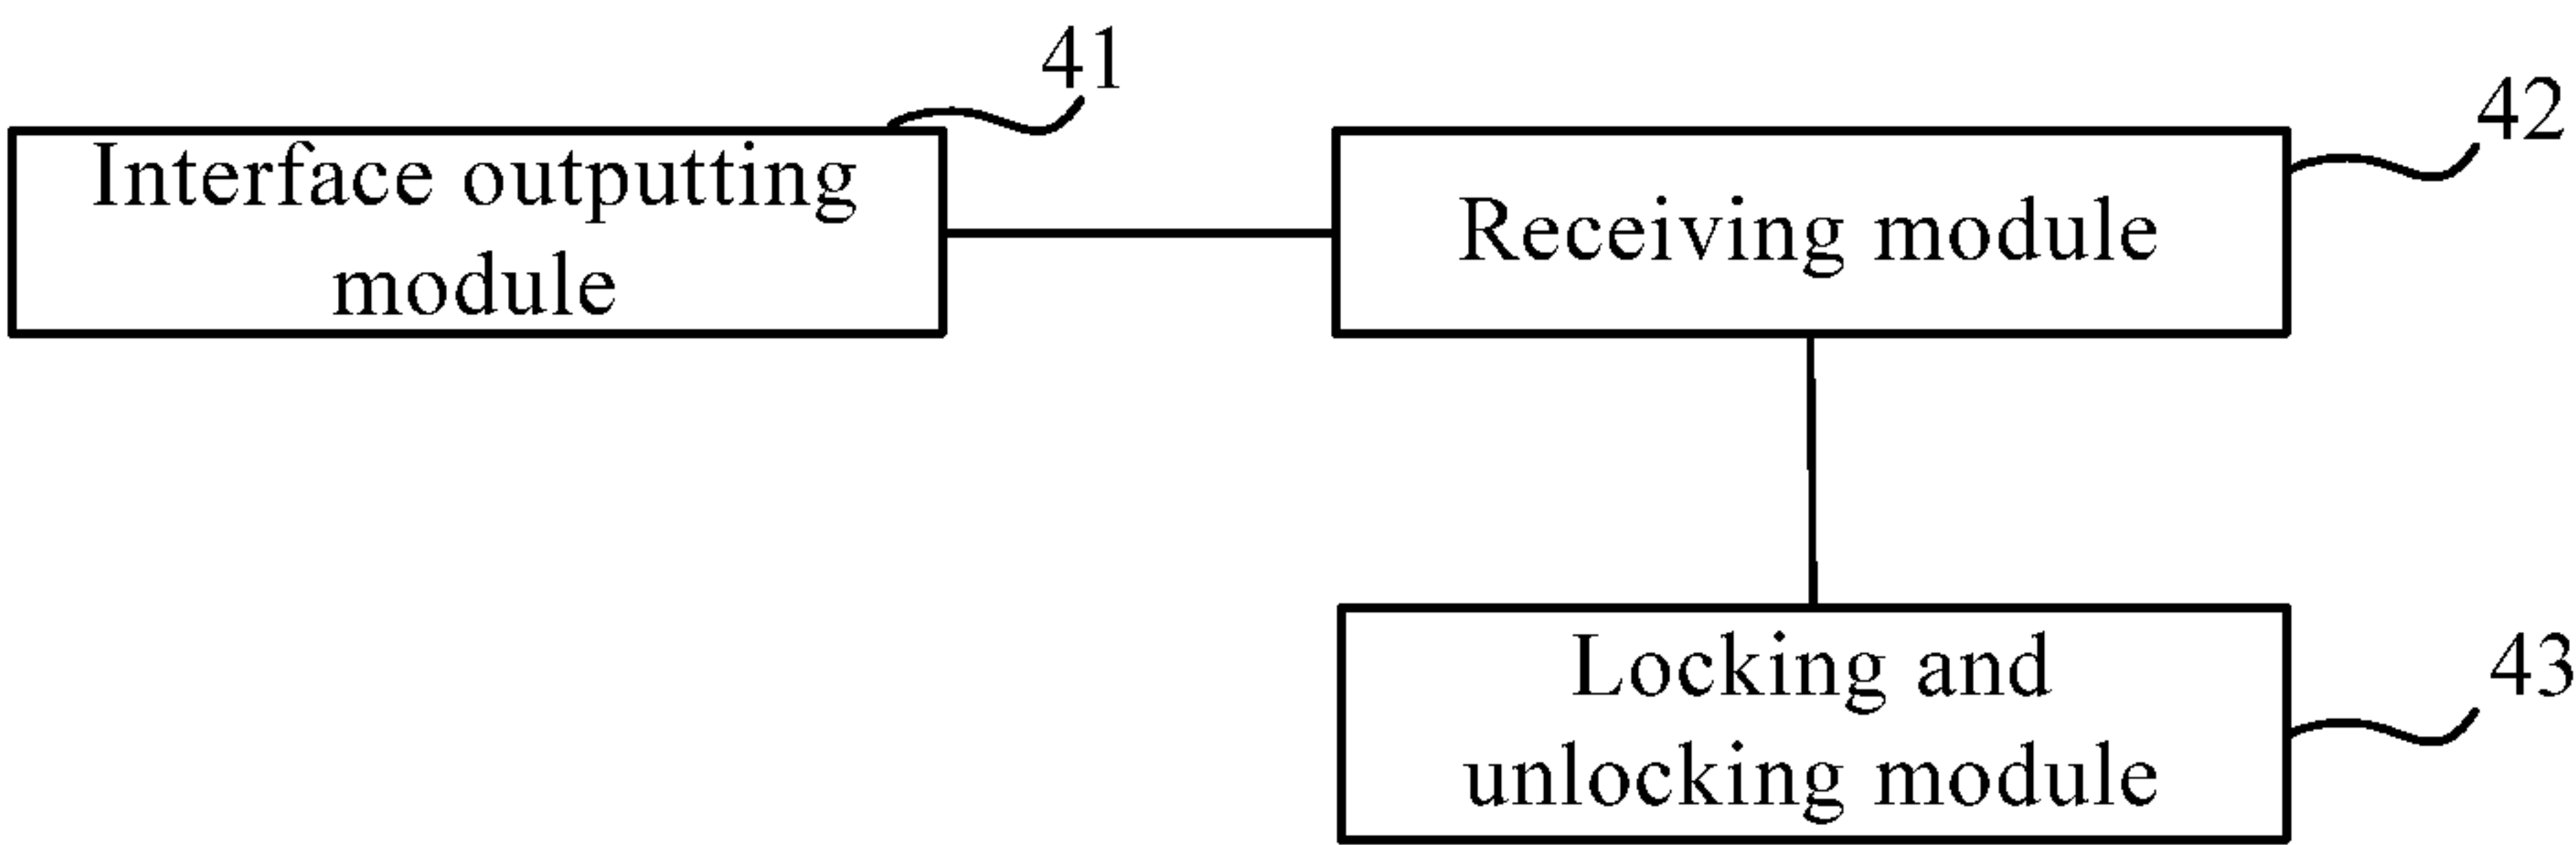 41
Interface outputting
module
42
Receiving module
43
Locking and
unlocking module